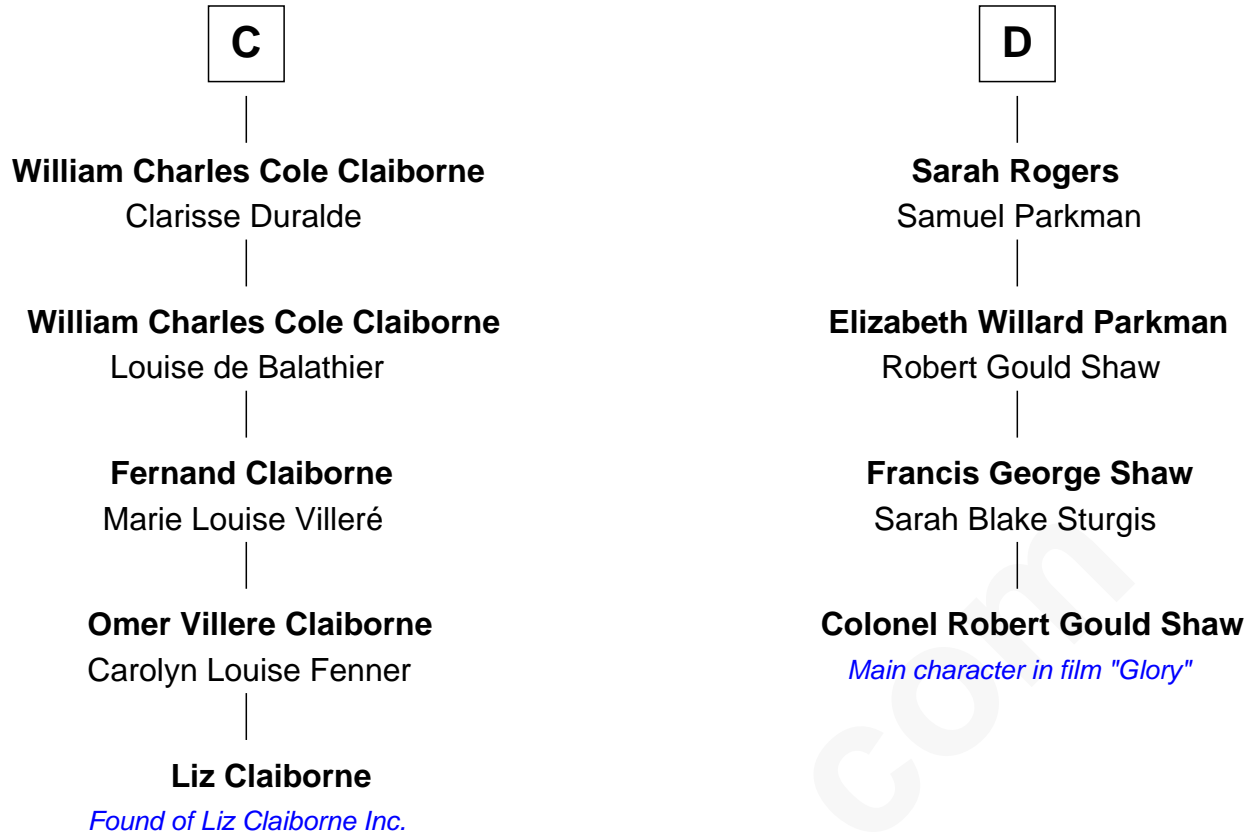 C
William Charles Cole Claiborne
Clarisse Duralde
William Charles Cole Claiborne
Louise de Balathier
Fernand Claiborne
Marie Louise Villeré
Omer Villere Claiborne
Carolyn Louise Fenner
Liz Claiborne
Found of Liz Claiborne Inc.
D
Sarah Rogers
Samuel Parkman
Elizabeth Willard Parkman
Robert Gould Shaw
Francis George Shaw
Sarah Blake Sturgis
Colonel Robert Gould Shaw
Main character in film "Glory"
com